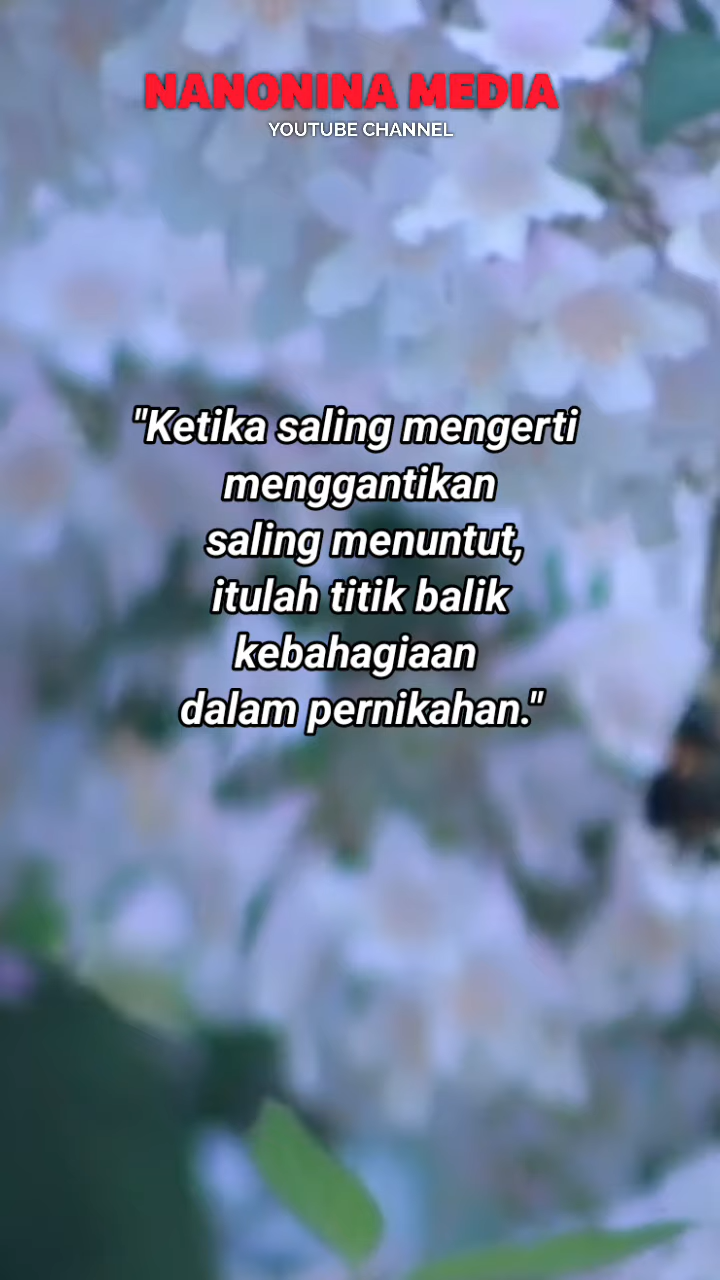 NANONINA MEDIA
YOUTUBE CHANNEL
"Ketika saling mengerti
menggantikan
saling menuntut,
itulah titik balik
kebahagiaan
dalam pernikahan."